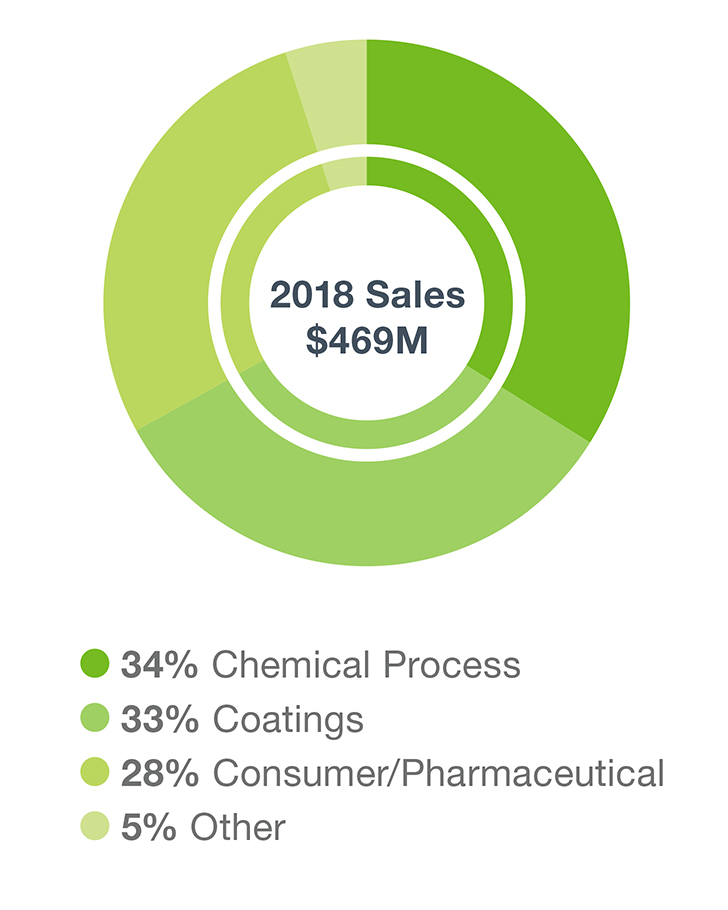 2018 Sales
$469M
34% Chemical Process
33% Coatings
28% Consumer/Pharmaceutical
5% Other